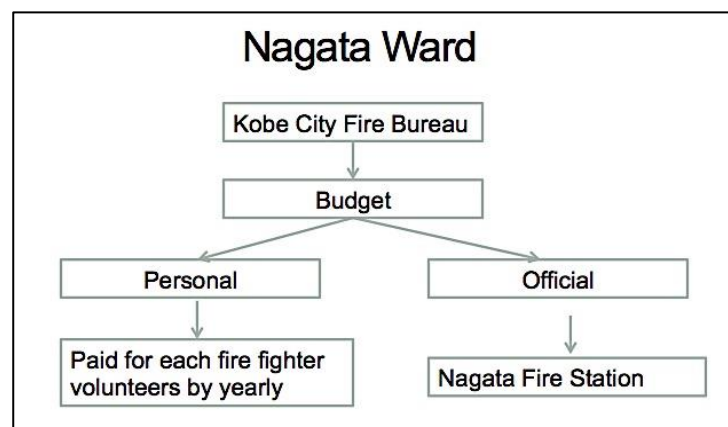 Nagata Ward
Kobe City Fire Bureau
Budget
Personal
Official
Paid for each fire fighter
volunteers by yearly
Nagata Fire Station